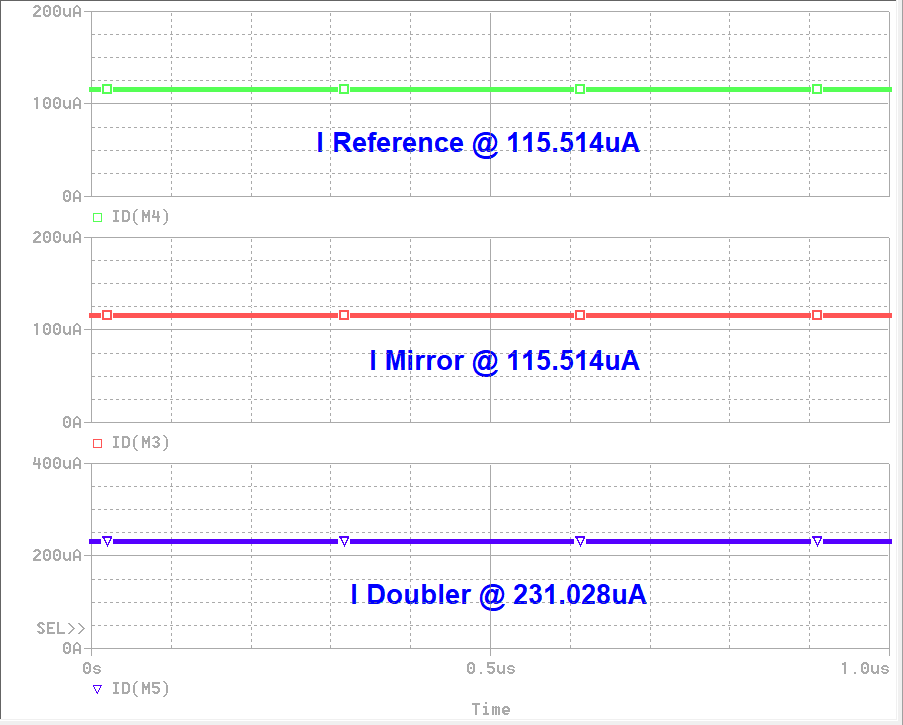 200uA
100uA
I Reference @ 115.514uA
0A
ID(M4)
200uA
100uA
I Mirror @ 115.514uA
0A
ID(M3)
400uA
200uA
I Doubler @ 231.028uA
SEL>>
0A
0s 0.5us 1.0us
ID(M5)
Time